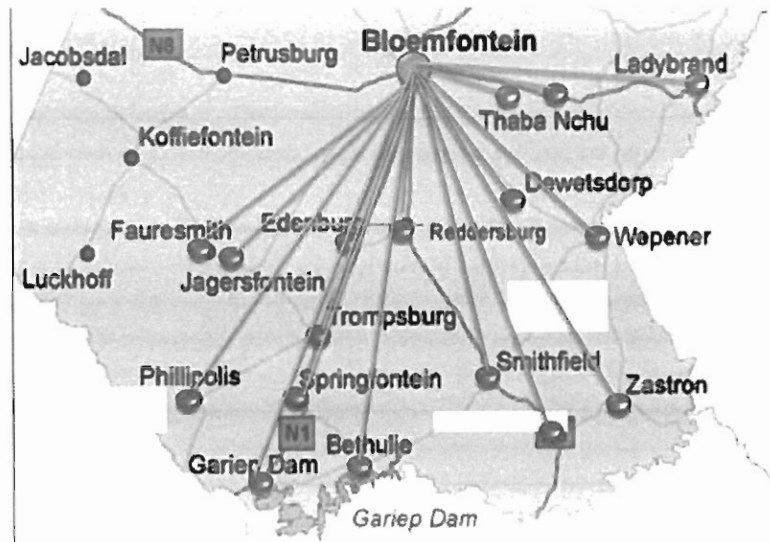 N8
Bloemfontein
Jacobsdal
Petrusburg
Ladybrand
Thaba Nchu
Koffiefontein
Dewetsdorp
Fauresmith
Edenburg
Reddersburg
Wepener
Luckhoff
Jagersfontein
Trompsburg
Phillipolis
Springfontein
Smithfield
Zastron
N1
Bethulie
Gariep Dam
Gariep Dam